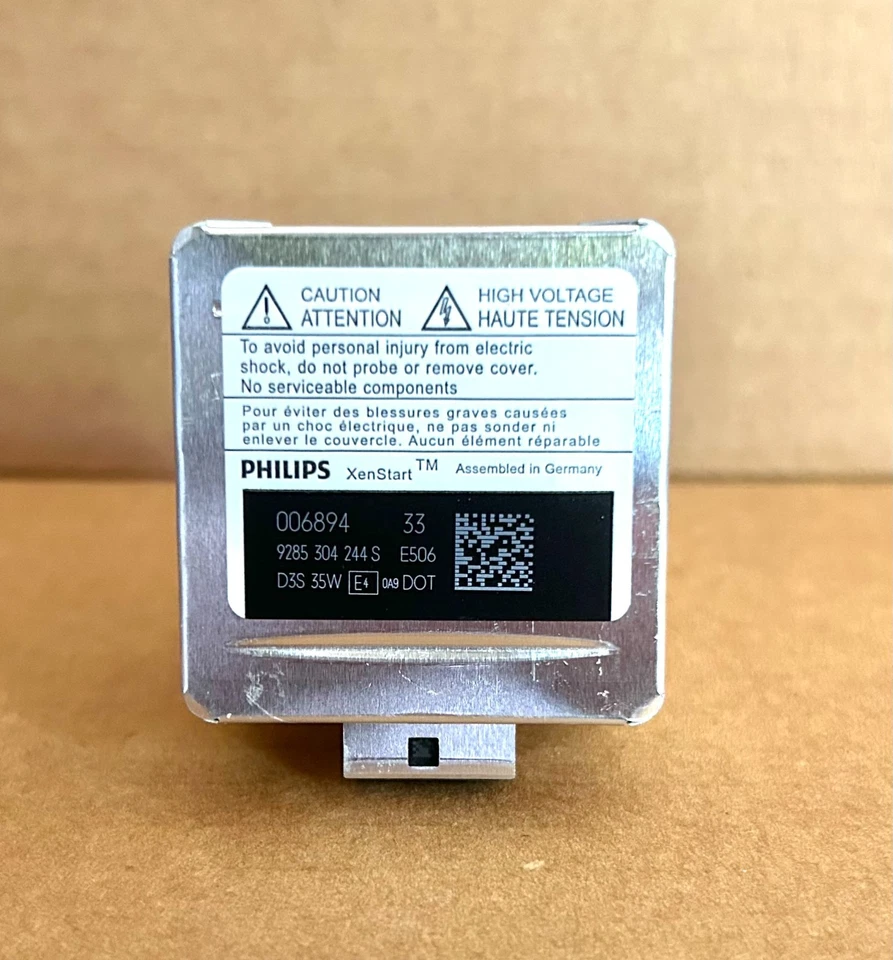 CAUTION
ATTENTION
HIGH VOLTAGE
HAUTE TENSION
To avoid personal injury from electric
shock, do not probe or remove cover.
No serviceable components
Pour éviter des blessures graves causées
par un choc électrique, ne pas sonder ni
enlever le couvercle. Aucun élément réparable
PHILIPS XenStart™ Assembled in Germany
006894 33
9285 304 244 S E506
D3S 35W E4 0A9 DOT